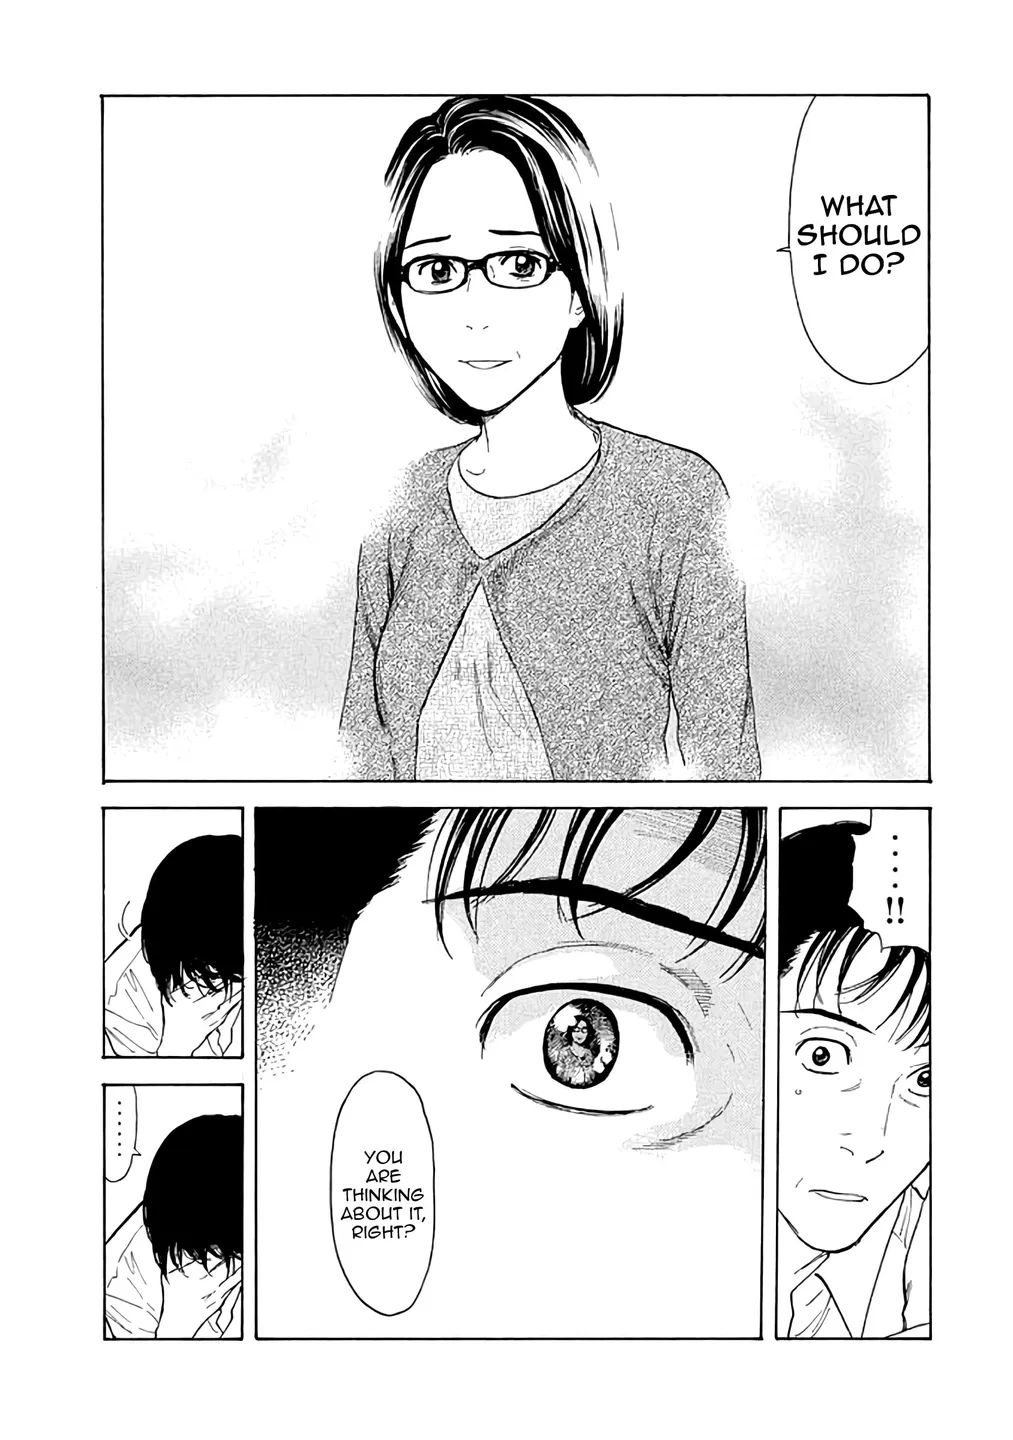 WHAT
SHOULD
I DO?
....!!
YOU
ARE
THINKING
ABOUT IT,
RIGHT?
......